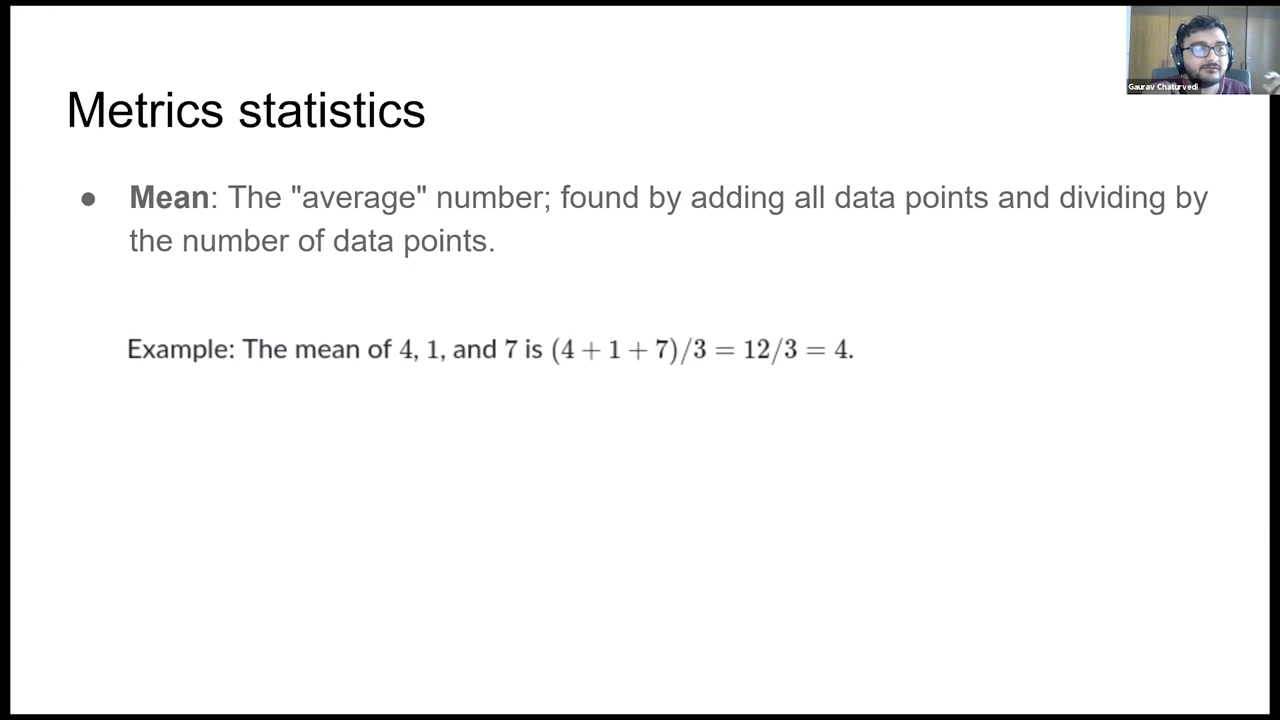 Gaurav Chaturvedi
Metrics statistics
● Mean: The "average" number; found by adding all data points and dividing by
the number of data points.
Example: The mean of 4, 1, and 7 is (4 + 1 + 7)/3 = 12/3 = 4.